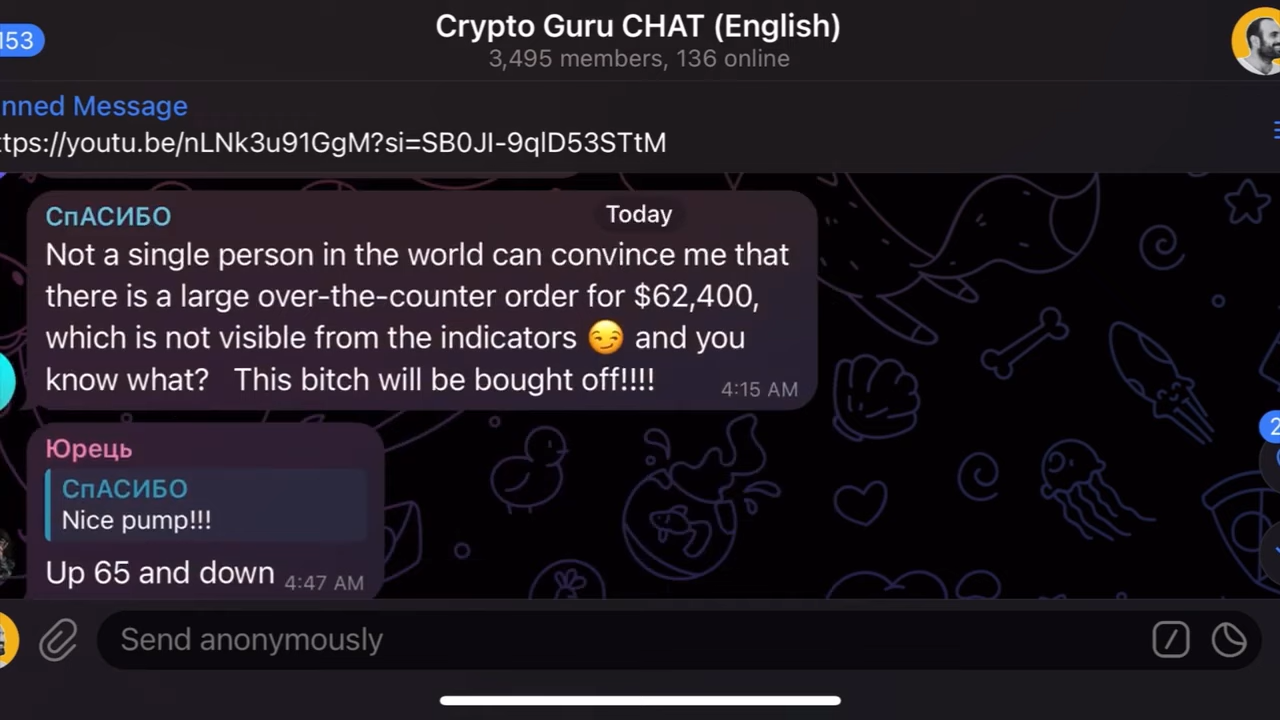 153
Crypto Guru CHAT (English)
3,495 members, 136 online
nned Message
ttps://youtu.be/nLNk3u91GgM?si=SB0JI-9qlD53STtM
СпАСИБО
Today
Not a single person in the world can convince me that
there is a large over-the-counter order for $62,400,
which is not visible from the indicators 😏 and you
know what? This bitch will be bought off!!!!
4:15 AM
Юрець
СпАСИБО
Nice pump!!!
Up 65 and down
4:47 AM
2
Send anonymously